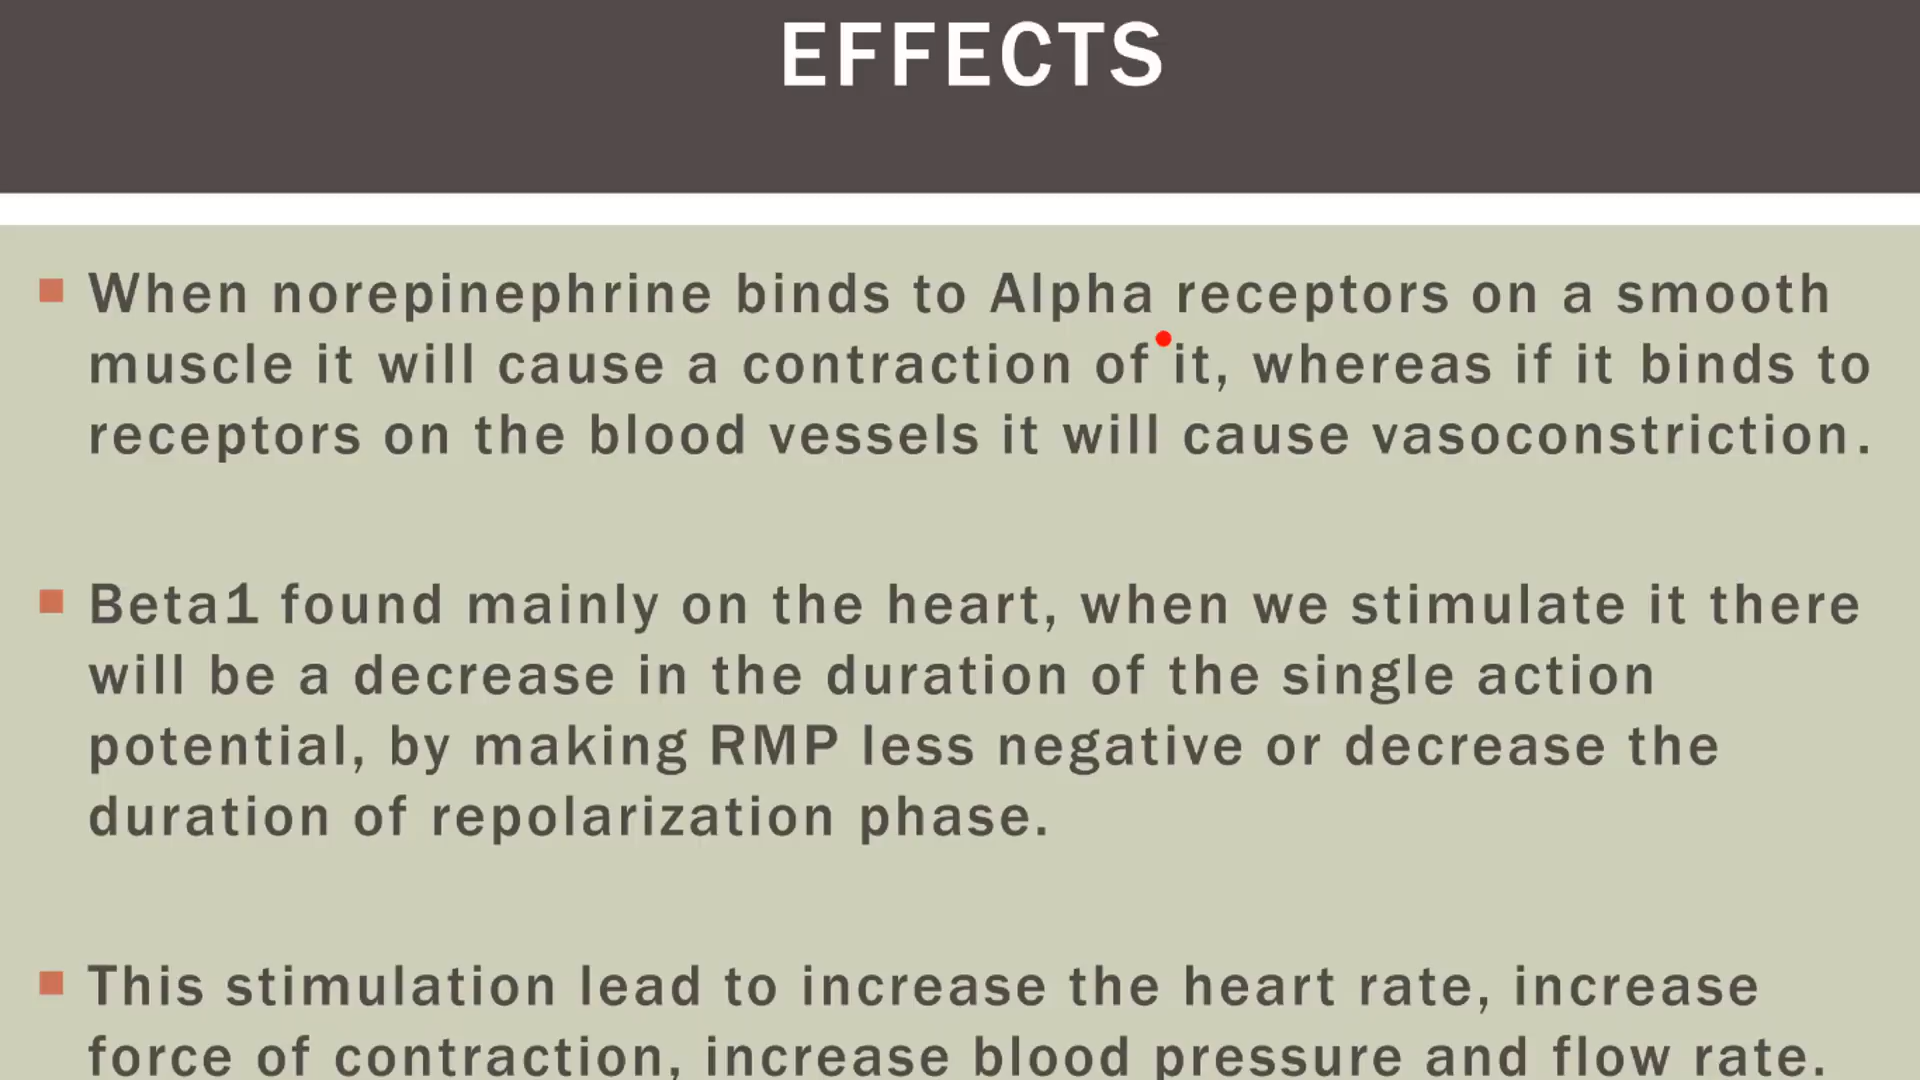 EFFECTS
When norepinephrine binds to Alpha receptors on a smooth
muscle it will cause a contraction of it, whereas if it binds to
receptors on the blood vessels it will cause vasoconstriction.
Beta1 found mainly on the heart, when we stimulate it there
will be a decrease in the duration of the single action
potential, by making RMP less negative or decrease the
duration of repolarization phase.
This stimulation lead to increase the heart rate, increase
force of contraction, increase blood pressure and flow rate.